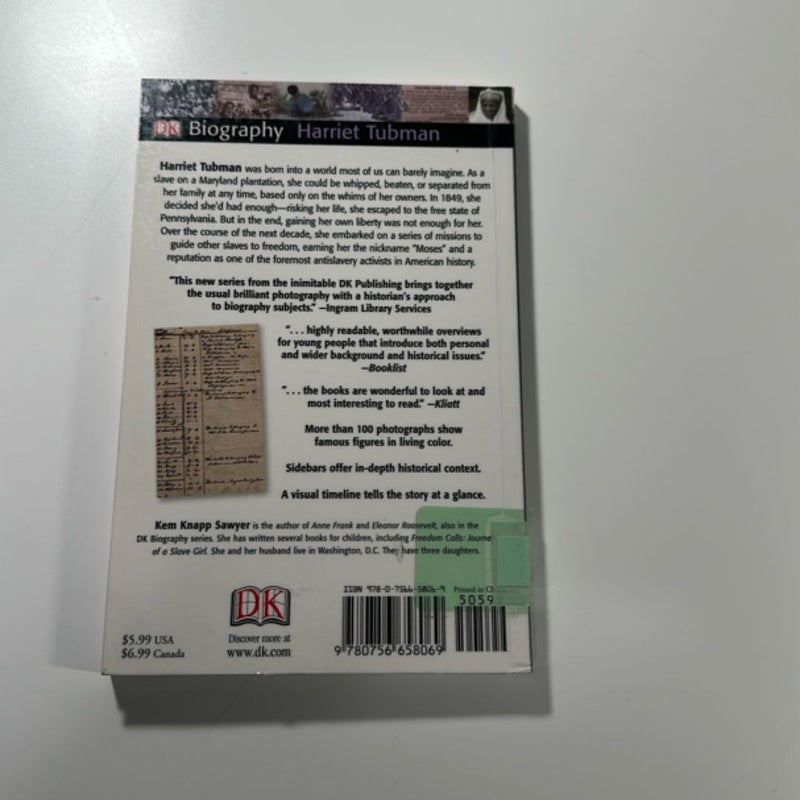 DK Biography Harriet Tubman
Harriet Tubman was born into a world most of us can barely imagine. As a
slave on a Maryland plantation, she could be whipped, beaten, or separated from
her family at any time, based only on the whims of her owners. In 1849, she
decided she'd had enough—risking her life, she escaped to the free state of
Pennsylvania. But in the end, gaining her own liberty was not enough for her.
Over the course of the next decade, she embarked on a series of missions to
guide other slaves to freedom, earning her the nickname "Moses" and a
reputation as one of the foremost antislavery activists in American history.
"This new series from the inimitable DK Publishing brings together
the usual brilliant photography with a historian's approach
to biography subjects." —Ingram Library Services
". . . highly readable, worthwhile overviews
for young people that introduce both personal
and wider background and historical issues."
—Booklist
". . . the books are wonderful to look at and
most interesting to read." —Kliatt
More than 100 photographs show
famous figures in living color.
Sidebars offer in-depth historical context.
A visual timeline tells the story at a glance.
Kem Knapp Sawyer is the author of Anne Frank and Eleanor Roosevelt, also in the
DK Biography series. She has written several books for children, including Freedom Calls: Journe
of a Slave Girl. She and her husband live in Washington, D.C. They have three daughters.
ISBN 978-0-7566-5806-9 Printed in
5059
DK
Discover more at
www.dk.com
$5.99 USA
$6.99 Canada
9 780756 658069